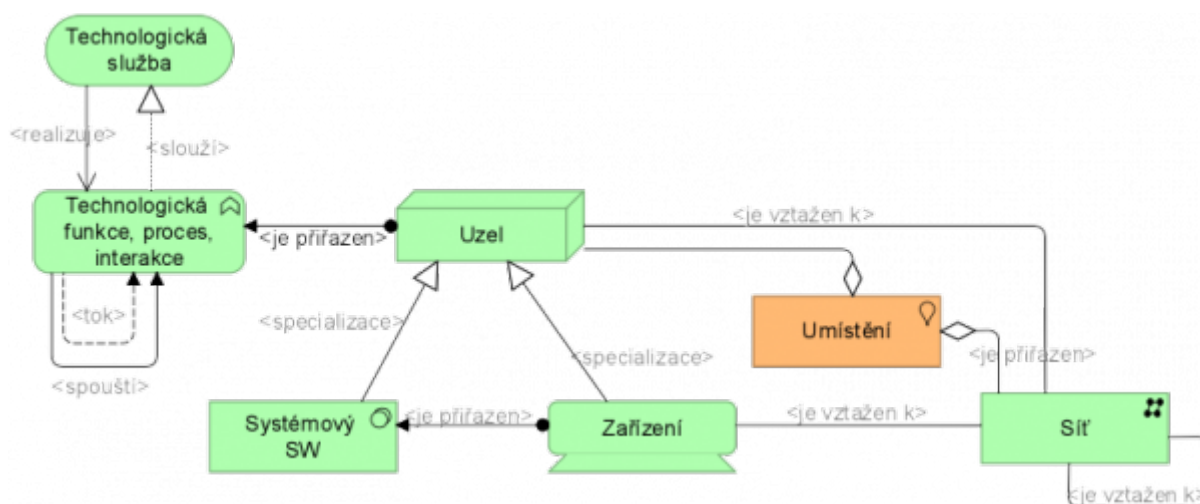 Technologická
služba
<realizuje>
<slouží>
Technologická
funkce, proces,
interakce
<je přiřazen>
Uzel
<je vztažen k>
<tok>
<spouští>
<specializace>
<specializace>
Umístění
<je přiřazen>
Systémový
SW
<je přiřazen>
Zařízení
<je vztažen k>
Síť
<je vztažen k>